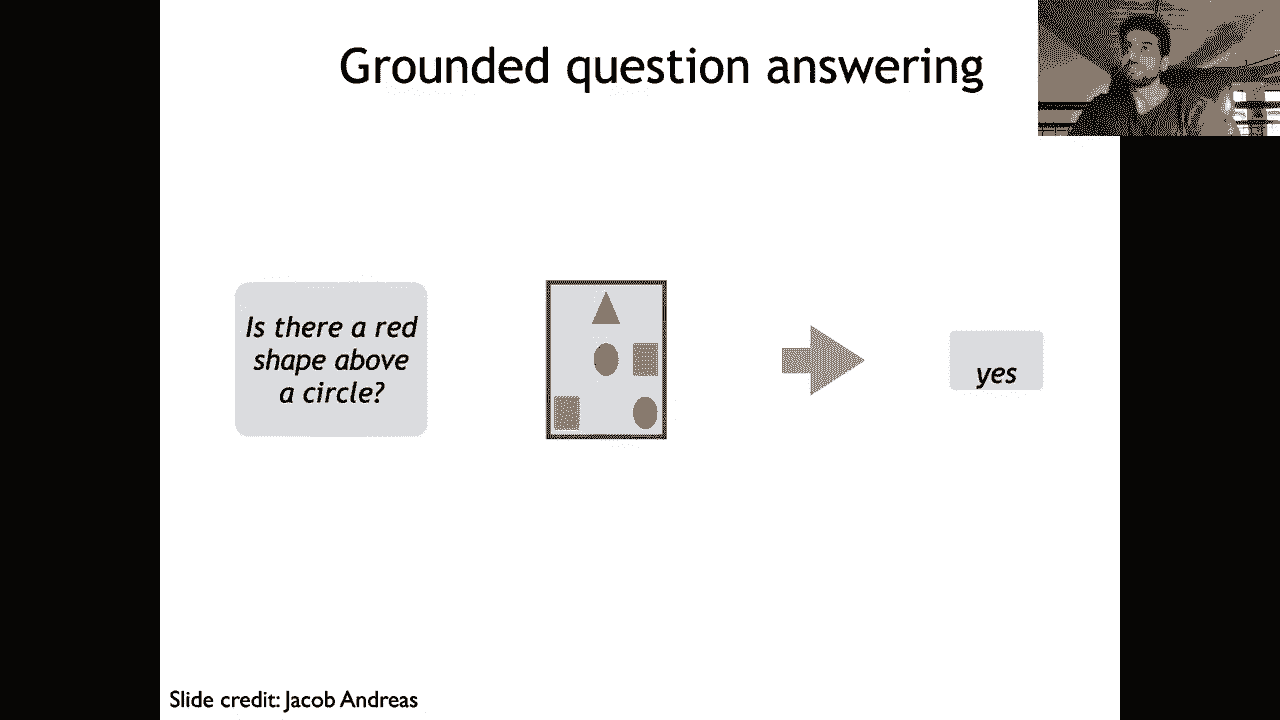 Grounded question answering
Is there a red
shape above
a circle?
yes
Slide credit: Jacob Andreas